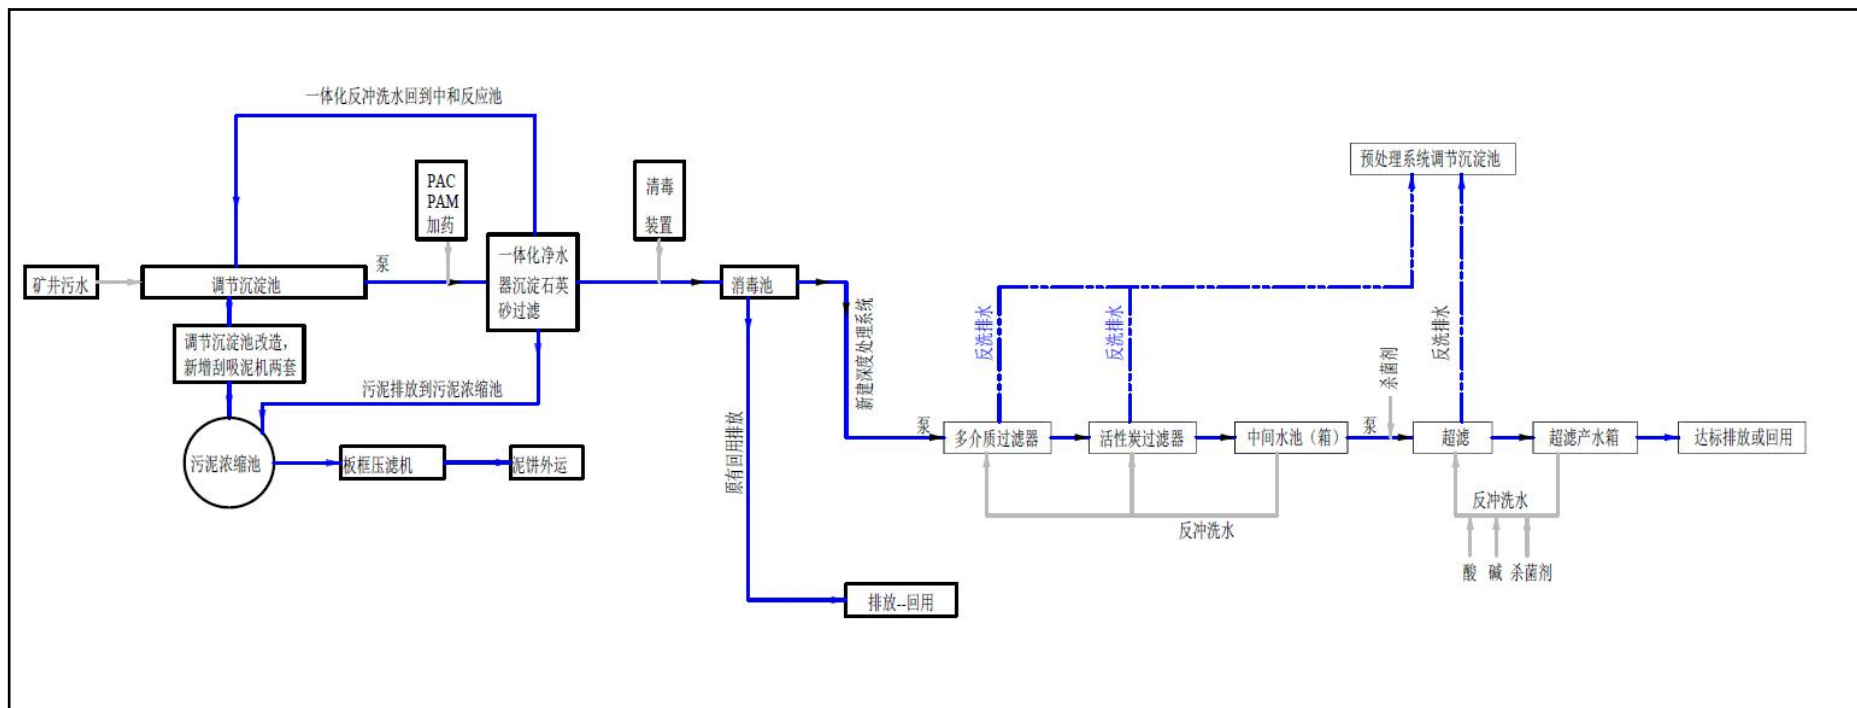 一体化反冲洗水回到中和反应池
PAC
PAM
加药
清毒
装置
预处理系统调节沉淀池
矿井污水
调节沉淀池
泵
一体化净水
器沉淀石英
砂过滤
消毒池
新建深度处理系统
反洗排水
反洗排水
反洗排水
调节沉淀池改造,
新增刮吸泥机两套
污泥排放到污泥浓缩池
杀菌剂
泵
多介质过滤器
活性炭过滤器
中间水池（箱）
泵
超滤
超滤产水箱
达标排放或回用
污泥浓缩池
板框压滤机
泥饼外运
原有回用排放
反冲洗水
反冲洗水
酸
碱
杀菌剂
排放--回用